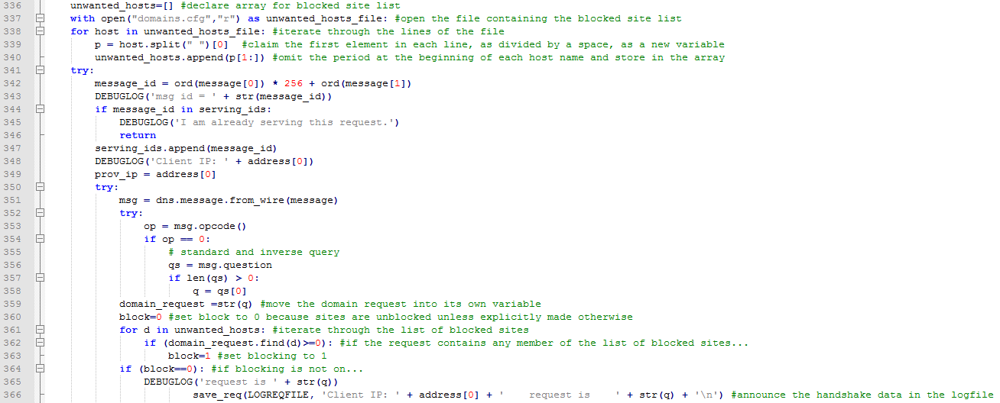 336 unwanted_hosts=[] #declare array for blocked site list
337 with open("domains.cfg","r") as unwanted_hosts_file: #open the file containing the blocked site list
338 for host in unwanted_hosts_file: #iterate through the lines of the file
339 p = host.split(" ")[0]  #claim the first element in each line, as divided by a space, as a new variable
340 unwanted_hosts.append(p[1:]) #omit the period at the beginning of each host name and store in the array
341 try:
342 message_id = ord(message[0]) * 256 + ord(message[1])
343 DEBUGLOG('msg id = ' + str(message_id))
344 if message_id in serving_ids:
345 DEBUGLOG('I am already serving this request.')
346 return
347 serving_ids.append(message_id)
348 DEBUGLOG('Client IP: ' + address[0])
349 prov_ip = address[0]
350 try:
351 msg = dns.message.from_wire(message)
352 try:
353 op = msg.opcode()
354 if op == 0:
355 # standard and inverse query
356 qs = msg.question
357 if len(qs) > 0:
358 q = qs[0]
359 domain_request =str(q) #move the domain request into its own variable
360 block=0 #set block to 0 because sites are unblocked unless explicitly made otherwise
361 for d in unwanted_hosts: #iterate through the list of blocked sites
362 if (domain_request.find(d)>=0): #if the request contains any member of the list of blocked sites...
363 block=1 #set blocking to 1
364 if (block==0): #if blocking is not on...
365 DEBUGLOG('request is ' + str(q))
366 save_req(LOGREQFILE, 'Client IP: ' + address[0] + '    request is    ' + str(q) + '\n') #announce the handshake data in the logfile